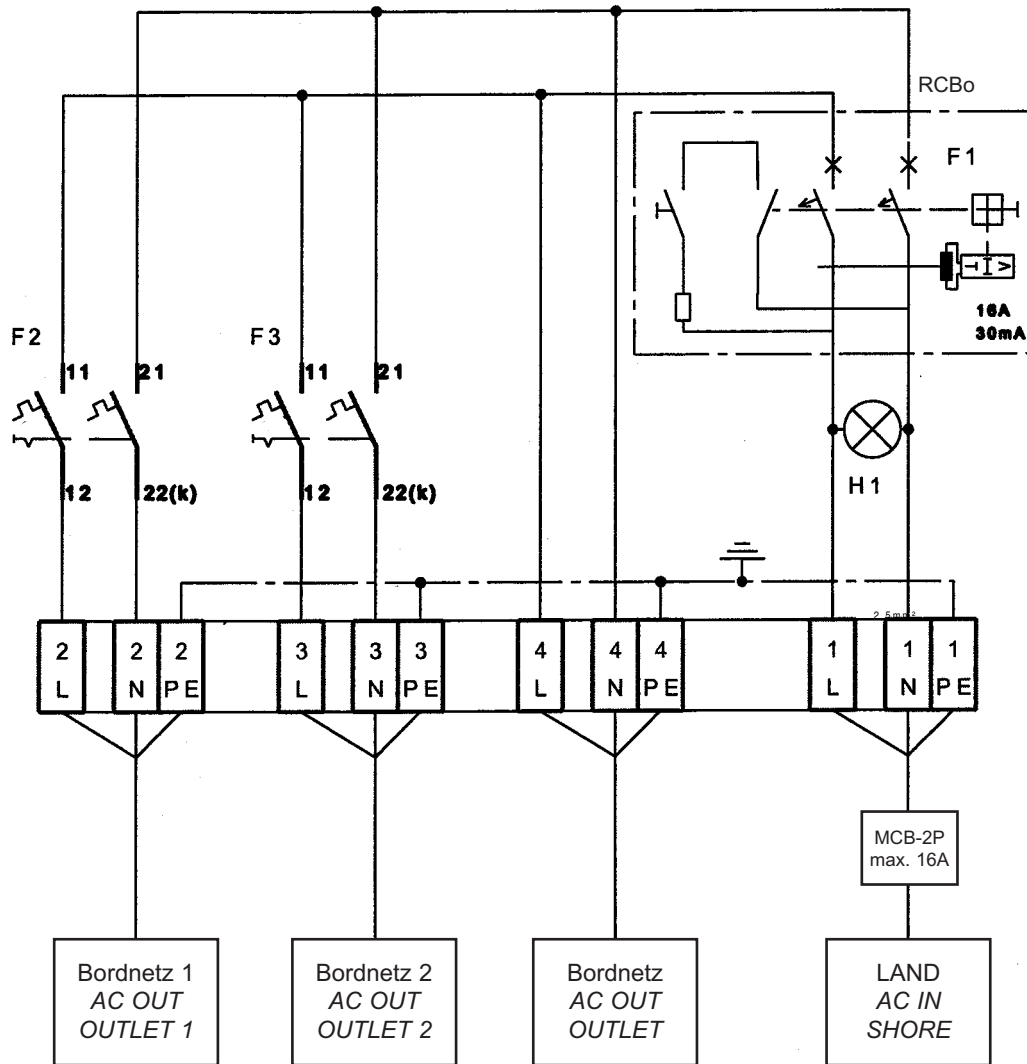 RCBo
F1
16A
30mA
F2
11
21
F3
11
21
12
22(k)
12
22(k)
H1
2,5mm²
2
L
2
N
2
PE
3
L
3
N
3
PE
4
L
4
N
4
PE
1
L
1
N
1
PE
MCB-2P
max. 16A
Bordnetz 1
AC OUT
OUTLET 1
Bordnetz 2
AC OUT
OUTLET 2
Bordnetz
AC OUT
OUTLET
LAND
AC IN
SHORE